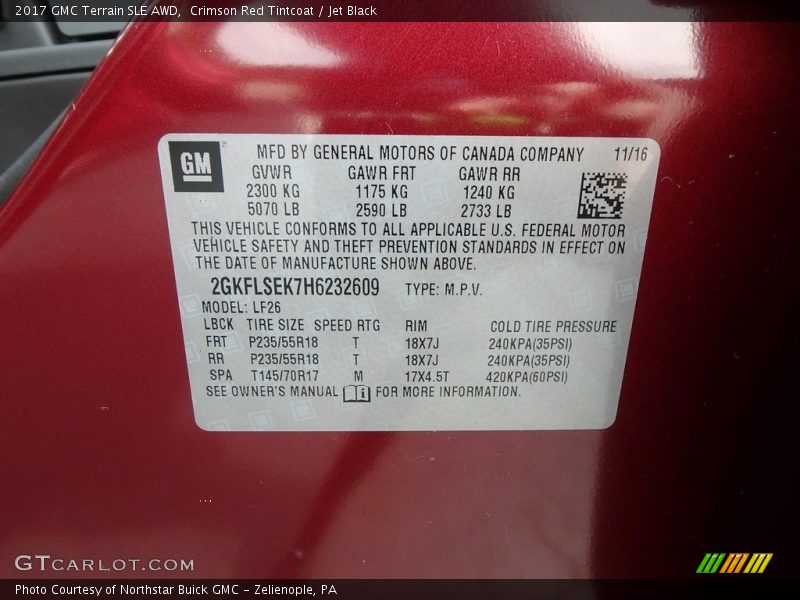 2017 GMC Terrain SLE AWD,  Crimson Red Tintcoat / Jet Black
GM
MFD BY GENERAL MOTORS OF CANADA COMPANY 11/16
GVWR GAWR FRT GAWR RR
2300 KG 1175 KG 1240 KG
5070 LB 2590 LB 2733 LB
THIS VEHICLE CONFORMS TO ALL APPLICABLE U.S. FEDERAL MOTOR
VEHICLE SAFETY AND THEFT PREVENTION STANDARDS IN EFFECT ON
THE DATE OF MANUFACTURE SHOWN ABOVE.
2GKFLSEK7H6232609 TYPE: M.P.V.
MODEL: LF26
LBCK TIRE SIZE SPEED RTG RIM COLD TIRE PRESSURE
FRT P235/55R18 T 18X7J 240KPA(35PSI)
RR P235/55R18 T 18X7J 240KPA(35PSI)
SPA T145/70R17 M 17X4.5T 420KPA(60PSI)
SEE OWNER'S MANUAL FOR MORE INFORMATION.
GTCARLOT.COM
Photo Courtesy of Northstar Buick GMC - Zelienople, PA